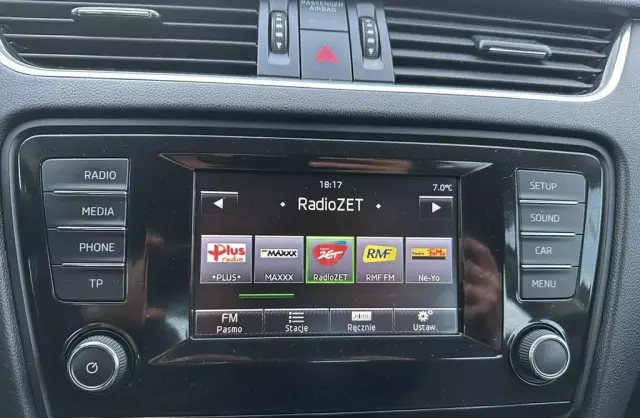 PASSENGER
AIRBAG
RADIO
MEDIA
PHONE
TP
18:17
7.0°C
• RadioZET •
+Plus
radio
MAXXX
ZET
RMF
+PLUS+
MAXXX
RadioZET
RMF FM
Ne-Yo
FM
Pasmo
Stacje
Ręcznie
Ustaw.
SETUP
SOUND
CAR
MENU